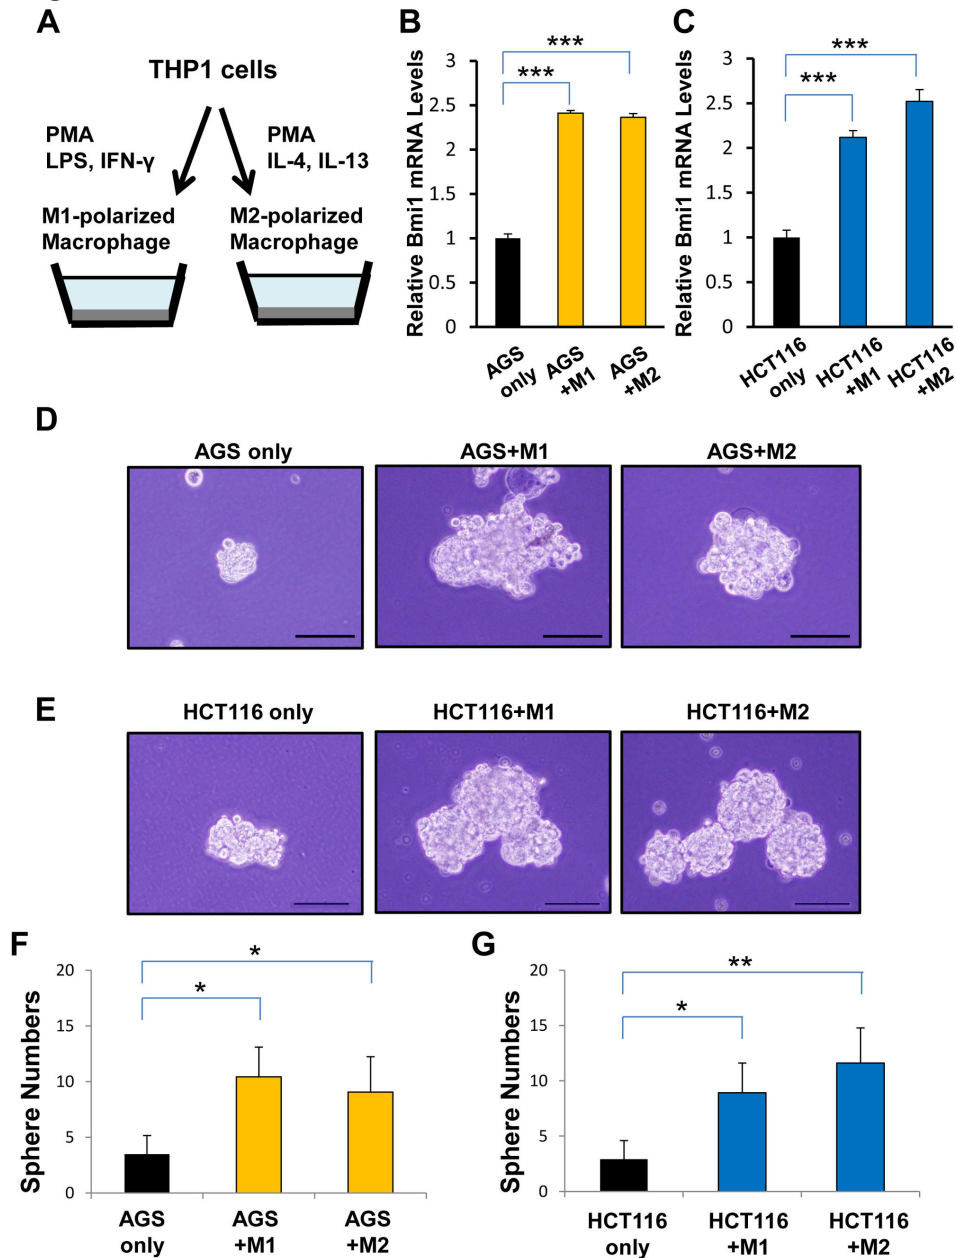 A
THP1 cells
PMA
LPS, IFN-γ
PMA
IL-4, IL-13
M1-polarized
Macrophage
M2-polarized
Macrophage
B
Relative Bmi1 mRNA Levels
3
2.5
2
1.5
1
0.5
0
***
***
AGS
only
AGS
+M1
AGS
+M2
C
Relative Bmi1 mRNA Levels
3
2.5
2
1.5
1
0.5
0
***
***
HCT116
only
HCT116
+M1
HCT116
+M2
D
AGS only
AGS+M1
AGS+M2
E
HCT116 only
HCT116+M1
HCT116+M2
F
Sphere Numbers
20
15
10
5
0
*
*
AGS
only
AGS
+M1
AGS
+M2
G
Sphere Numbers
20
15
10
5
0
**
*
HCT116
only
HCT116
+M1
HCT116
+M2